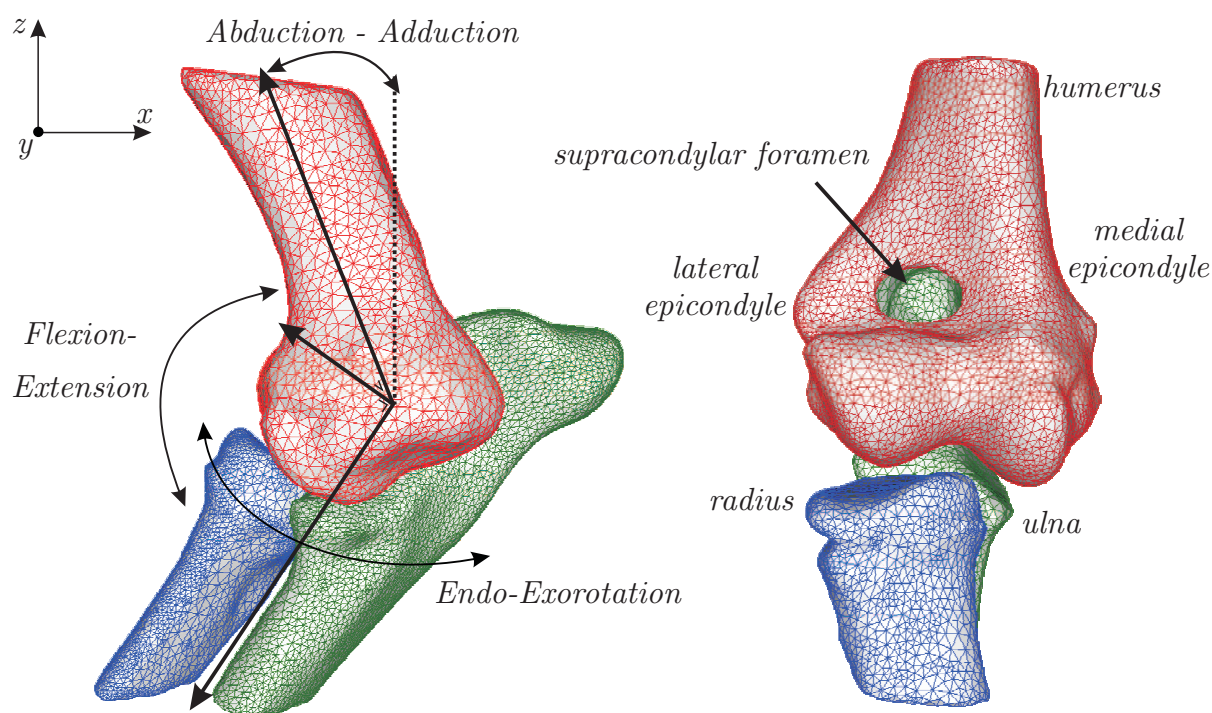 z
x
y
Abduction - Adduction
Flexion-
Extension
Endo-Exorotation
humerus
supracondylar foramen
lateral
epicondyle
medial
epicondyle
radius
ulna